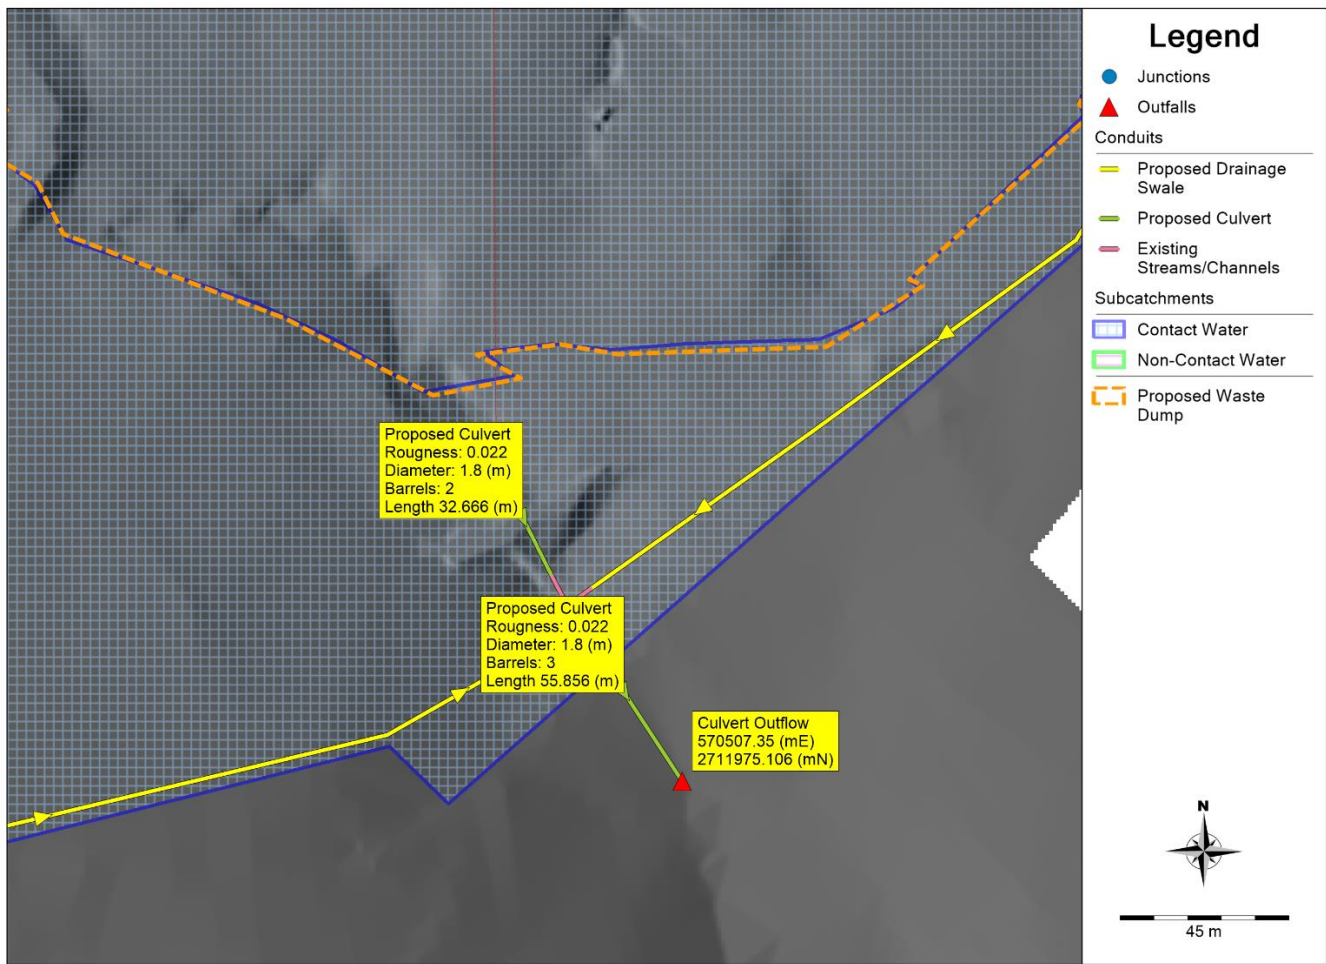 Legend
Junctions
Outfalls
Conduits
Proposed Drainage
Swale
Proposed Culvert
Existing
Streams/Channels
Subcatchments
Contact Water
Non-Contact Water
Proposed Waste
Dump
Proposed Culvert
Roughness: 0.022
Diameter: 1.8 (m)
Barrels: 2
Length 32.666 (m)
Proposed Culvert
Roughness: 0.022
Diameter: 1.8 (m)
Barrels: 3
Length 55.856 (m)
Culvert Outflow
570507.35 (mE)
2711975.106 (mN)
N
45 m